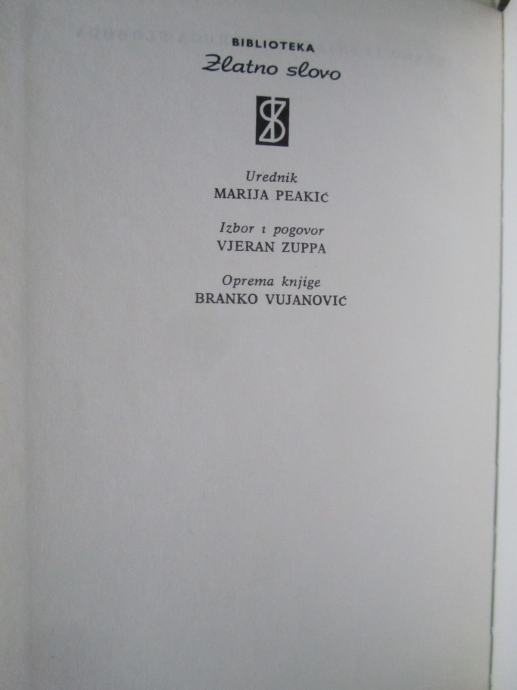 BIBLIOTEKA
Zlatno slovo
Urednik
MARIJA PEAKIĆ
Izbor i pogovor
VJERAN ZUPPA
Oprema knjige
BRANKO VUJANOVIĆ